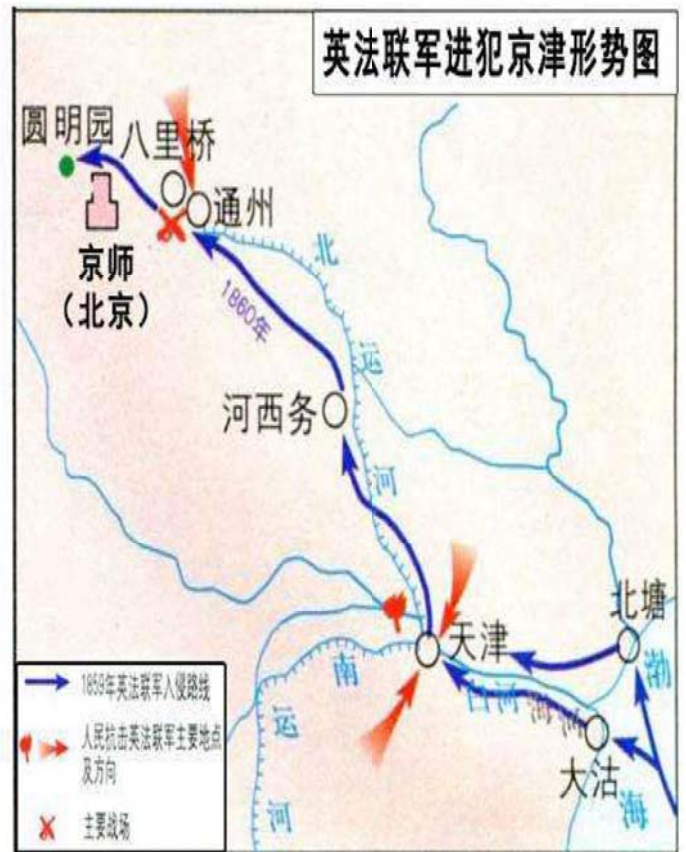 英法联军进犯京津形势图
圆明园
八里桥
通州
京师
（北京）
1860年
北
运
河
河西务
天津
北塘
大沽
渤
海
南
运
河
1859年英法联军入侵路线
人民抗击英法联军主要地点
及方向
主要战场